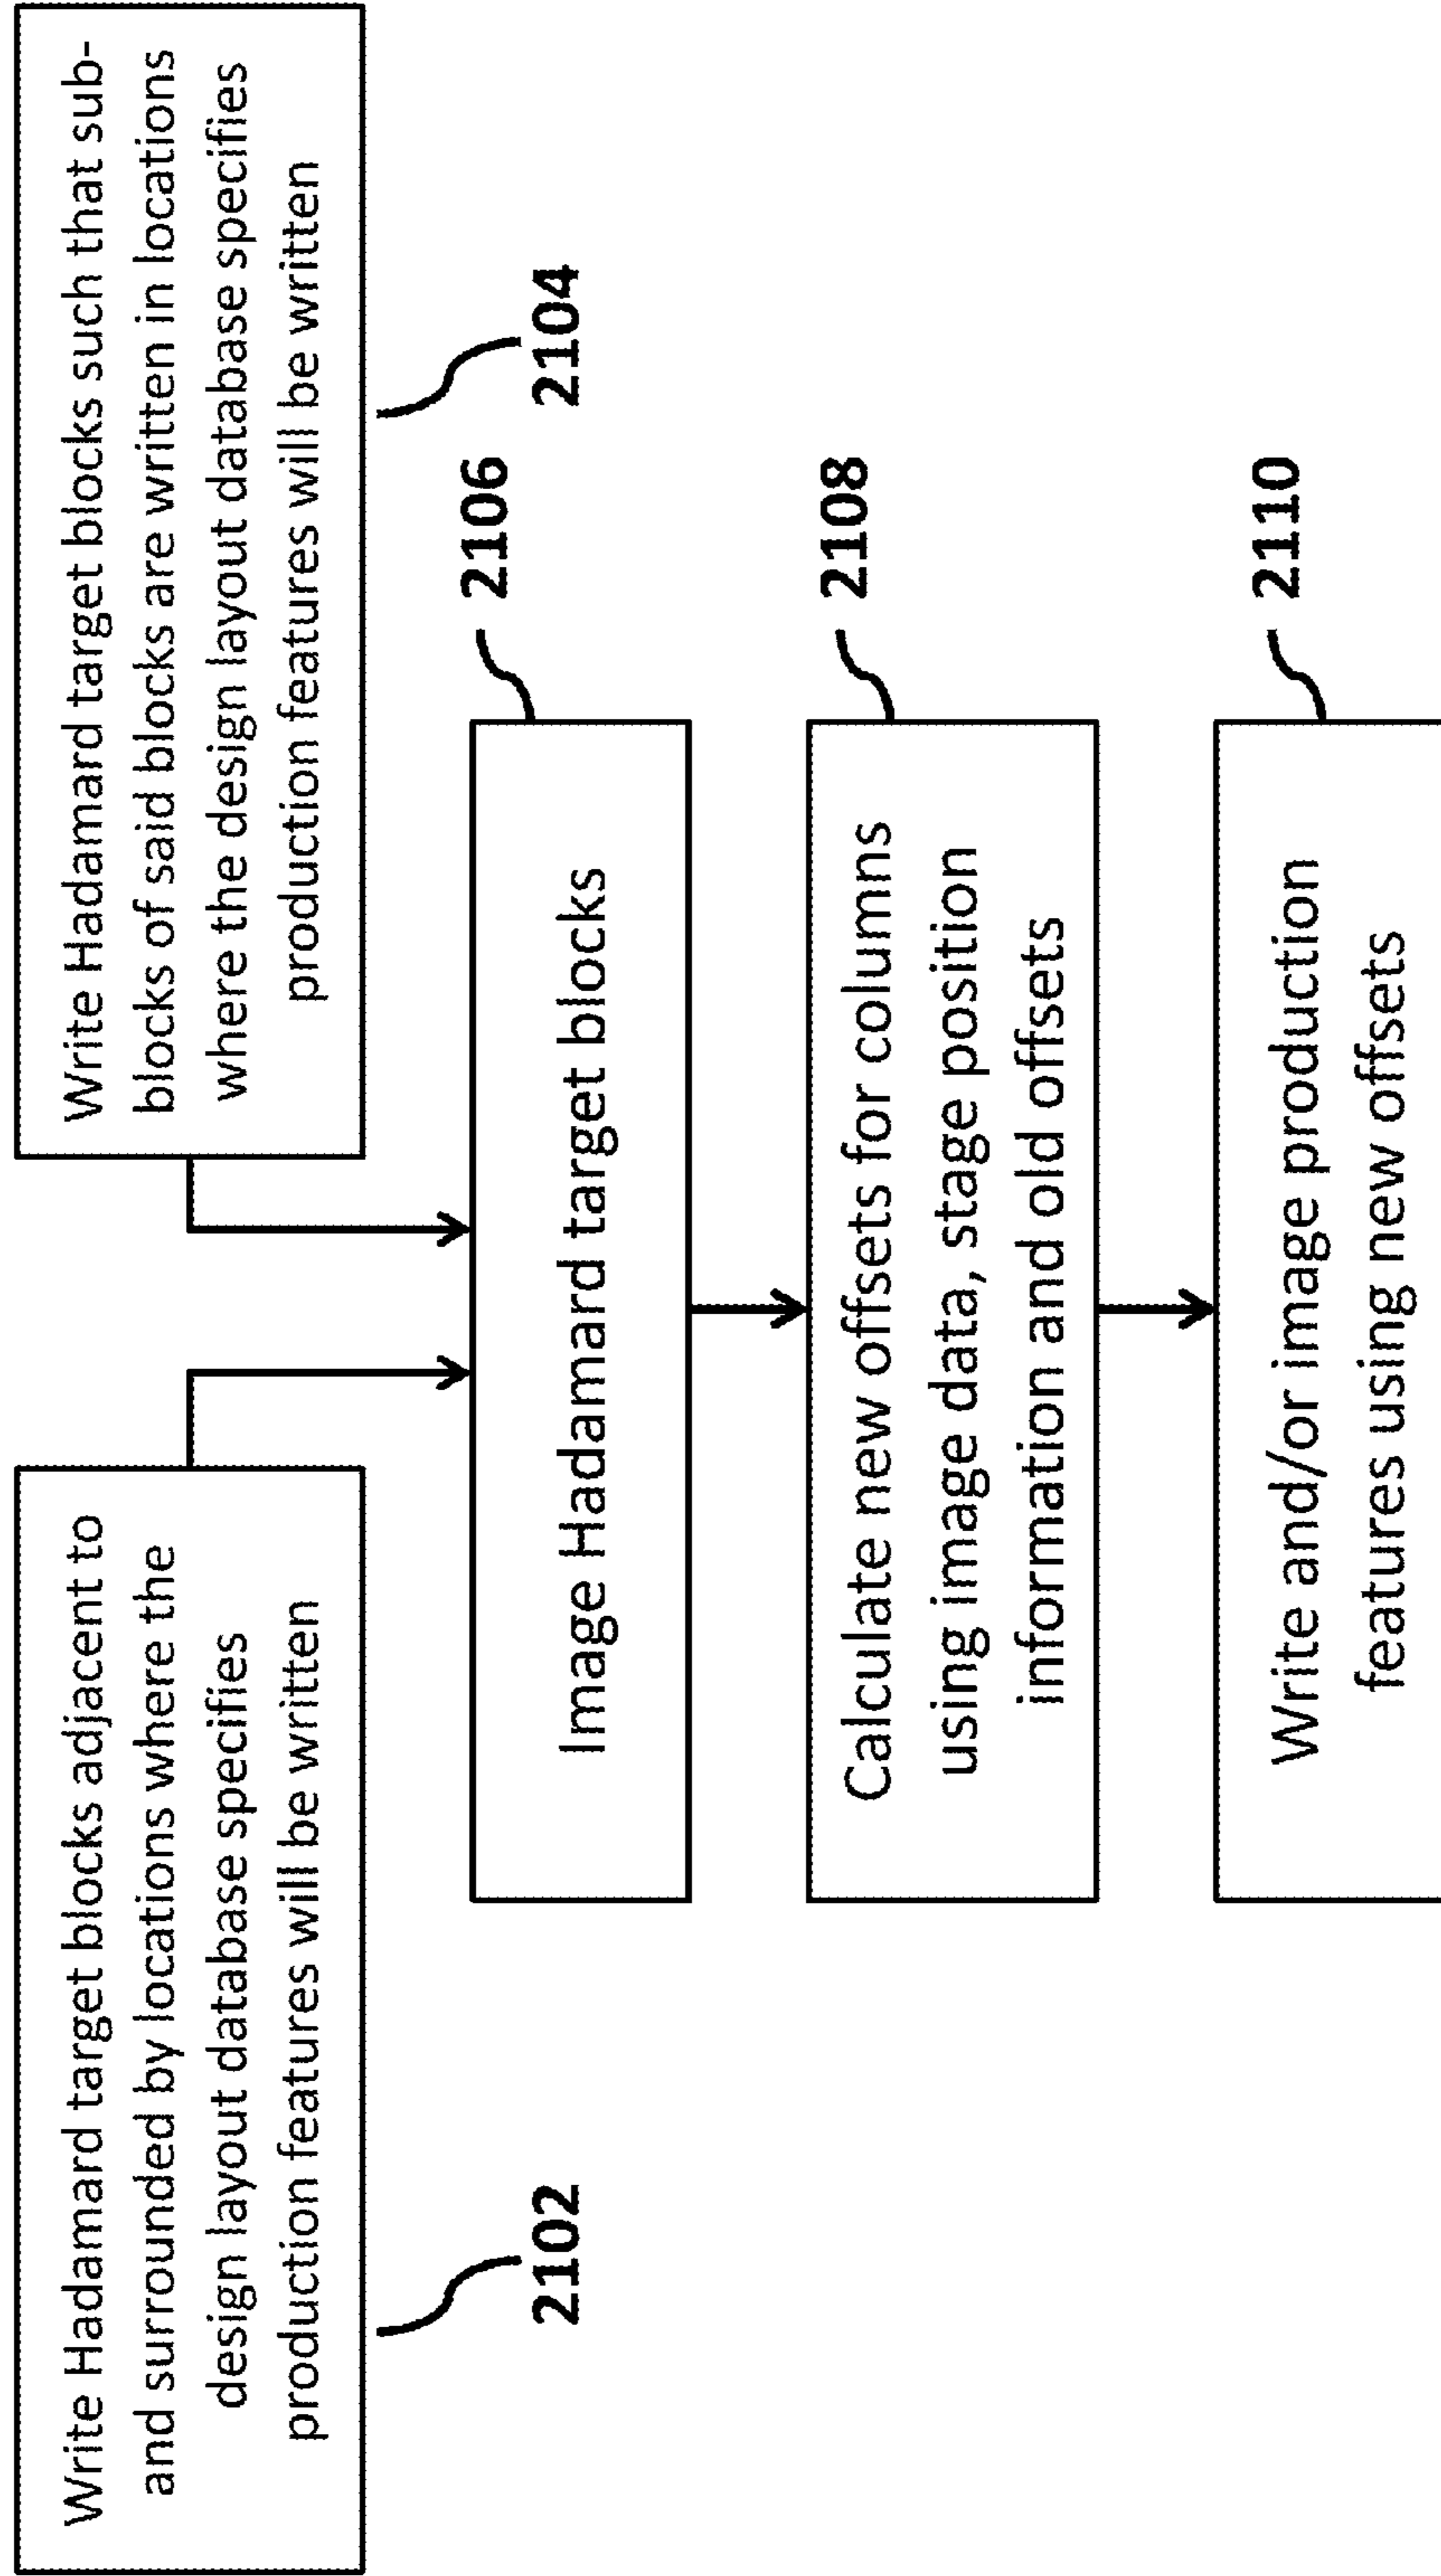 Write Hadamard target blocks adjacent to
and surrounded by locations where the
design layout database specifies
production features will be written
2102
Write Hadamard target blocks such that sub-
blocks of said blocks are written in locations
where the design layout database specifies
production features will be written
2104
Image Hadamard target blocks
2106
Calculate new offsets for columns
using image data, stage position
information and old offsets
2108
Write and/or image production
features using new offsets
2110